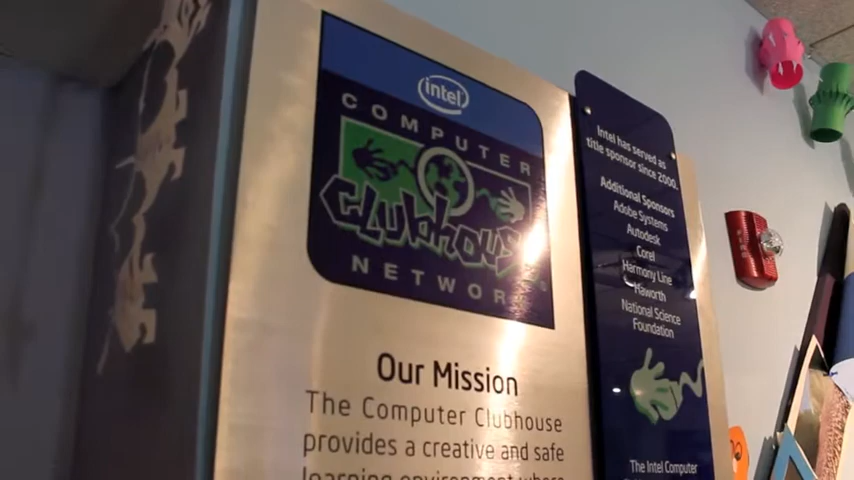 intel
COMPUTER
CLUBHOUSE
NETWORK
Our Mission
The Computer Clubhouse
provides a creative and safe
learning environment where
Intel has served as
title sponsor since 2000.
Additional Sponsors
Adobe Systems
Autodesk
Corel
Harmony Line
Haworth
National Science
Foundation
The Intel Computer